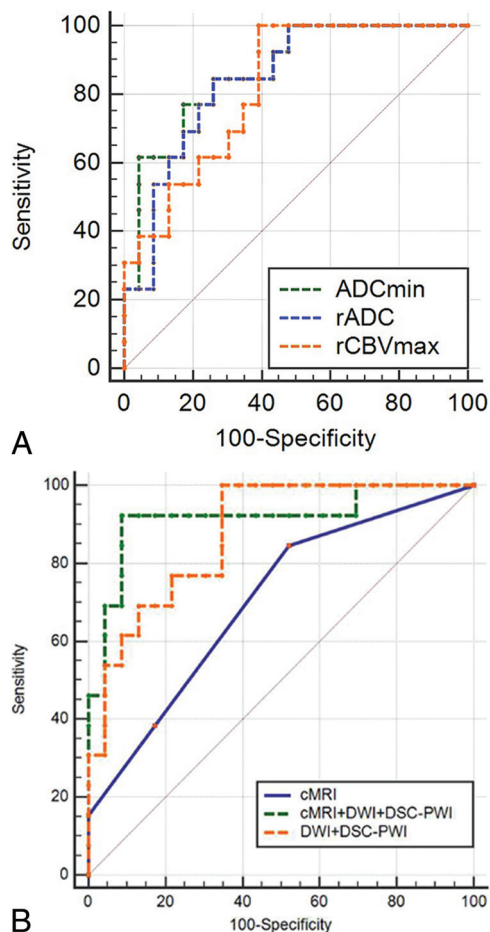 100
80
60
40
20
0
Sensitivity
ADCmin
rADC
rCBVmax
0 20 40 60 80 100
100-Specificity
A
100
80
60
40
20
0
Sensitivity
cMRI
cMRI+DWI+DSC-PWI
DWI+DSC-PWI
0 20 40 60 80 100
100-Specificity
B